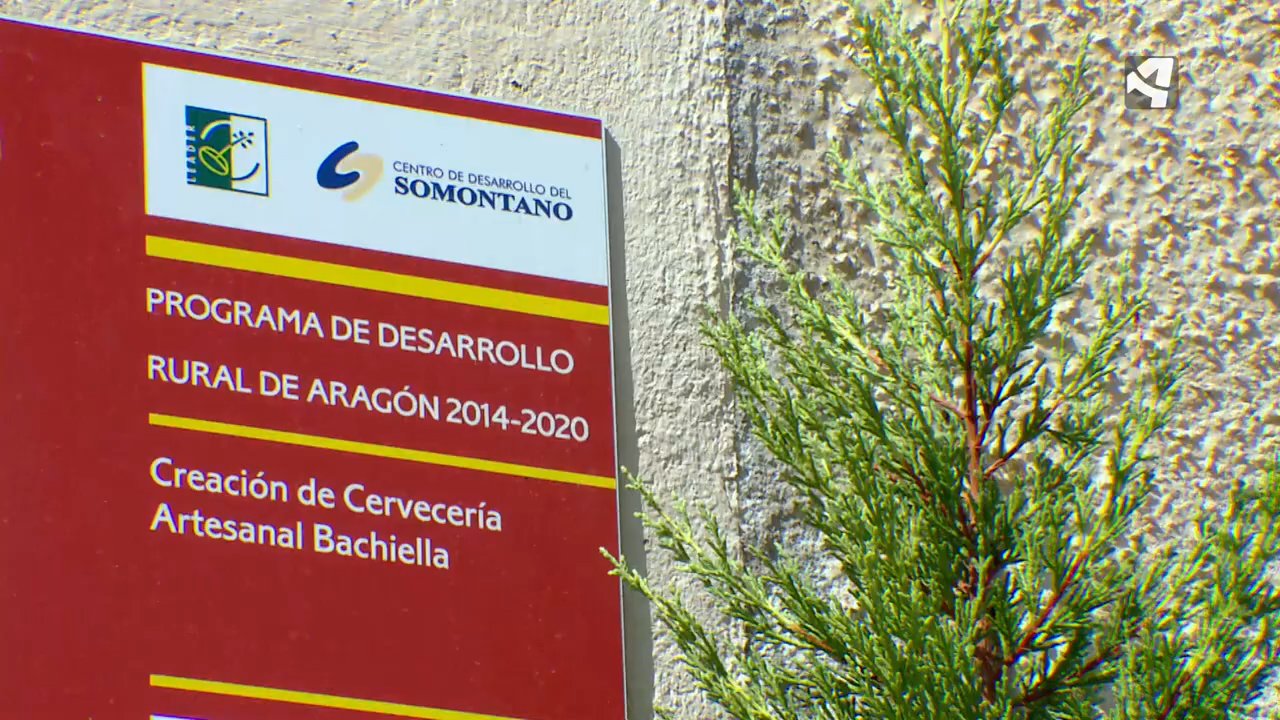 LEADER
CENTRO DE DESARROLLO DEL
SOMONTANO
PROGRAMA DE DESARROLLO
RURAL DE ARAGÓN 2014-2020
Creación de Cervecería
Artesanal Bachiella